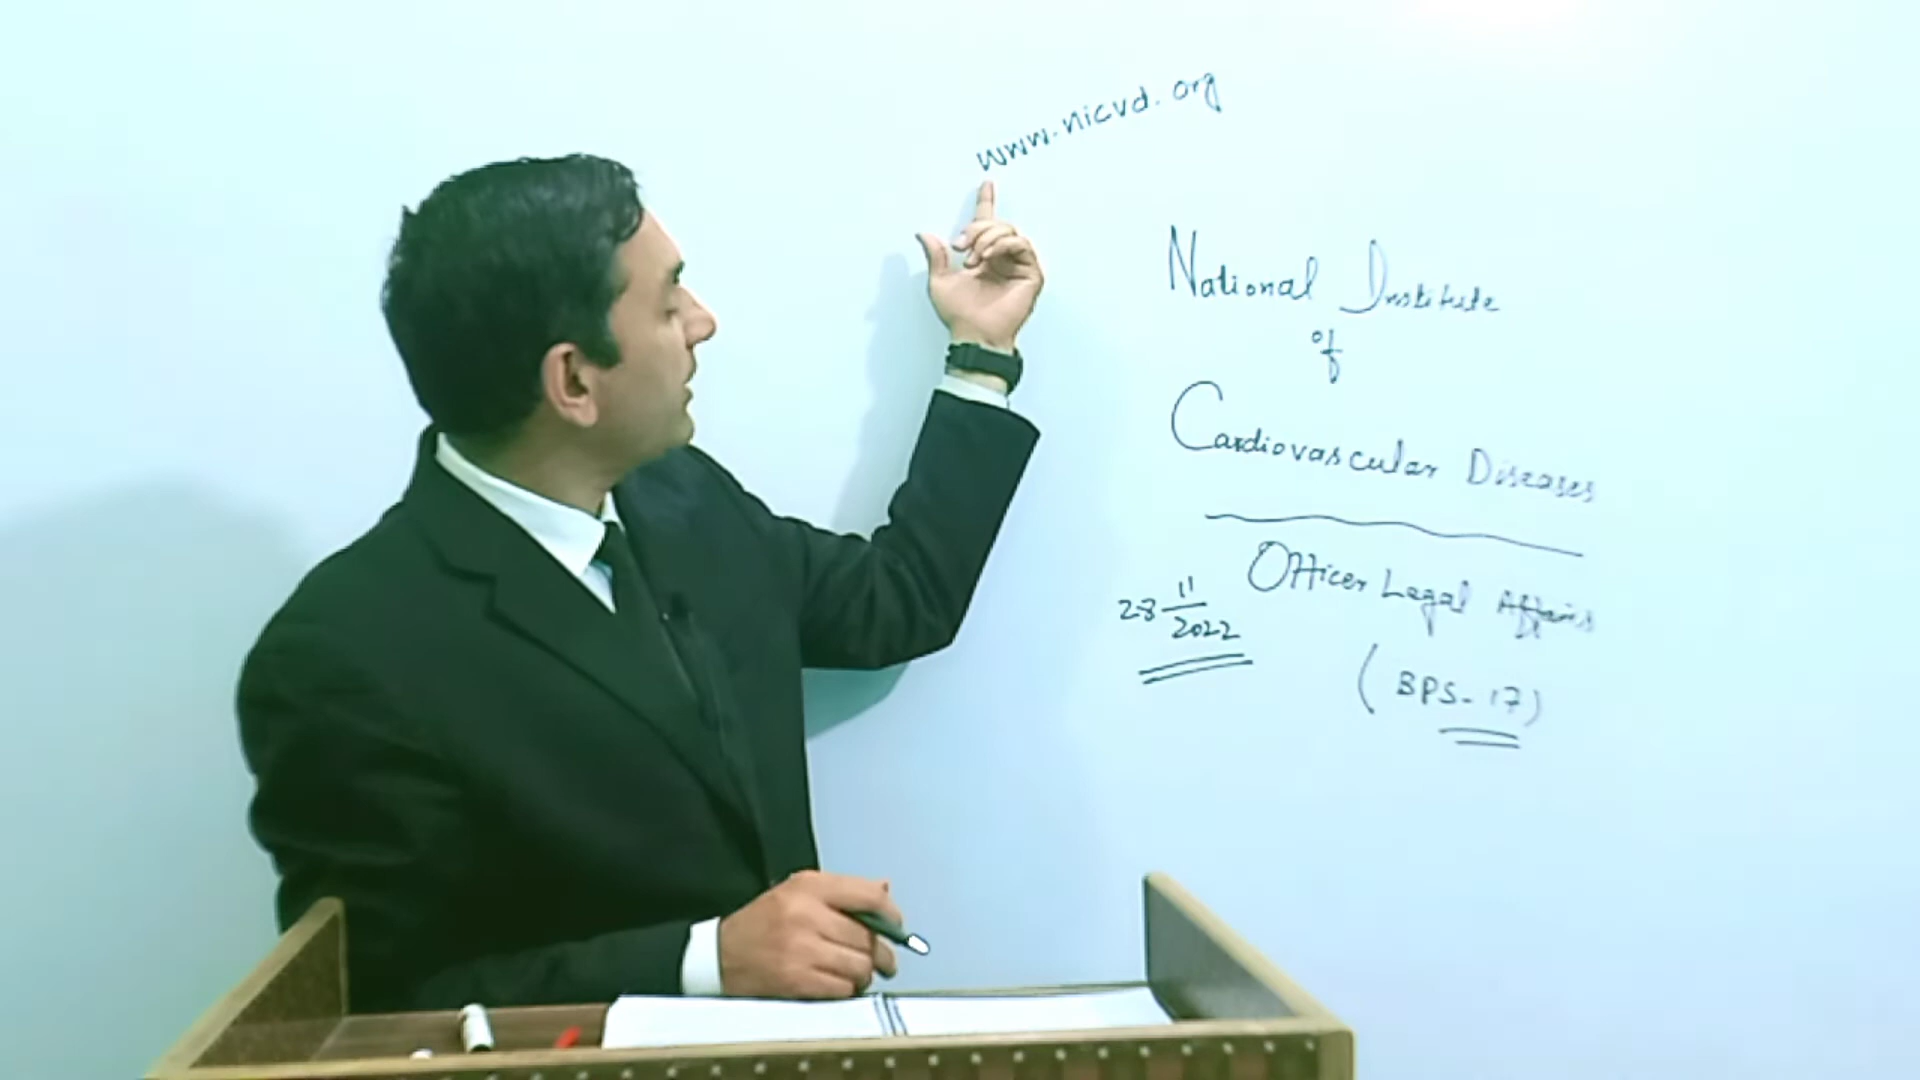 www.nicvd.org
National Institute
of
Cardiovascular Diseases
Officer Legal Affairs
28 11
2022
(BPS-17)